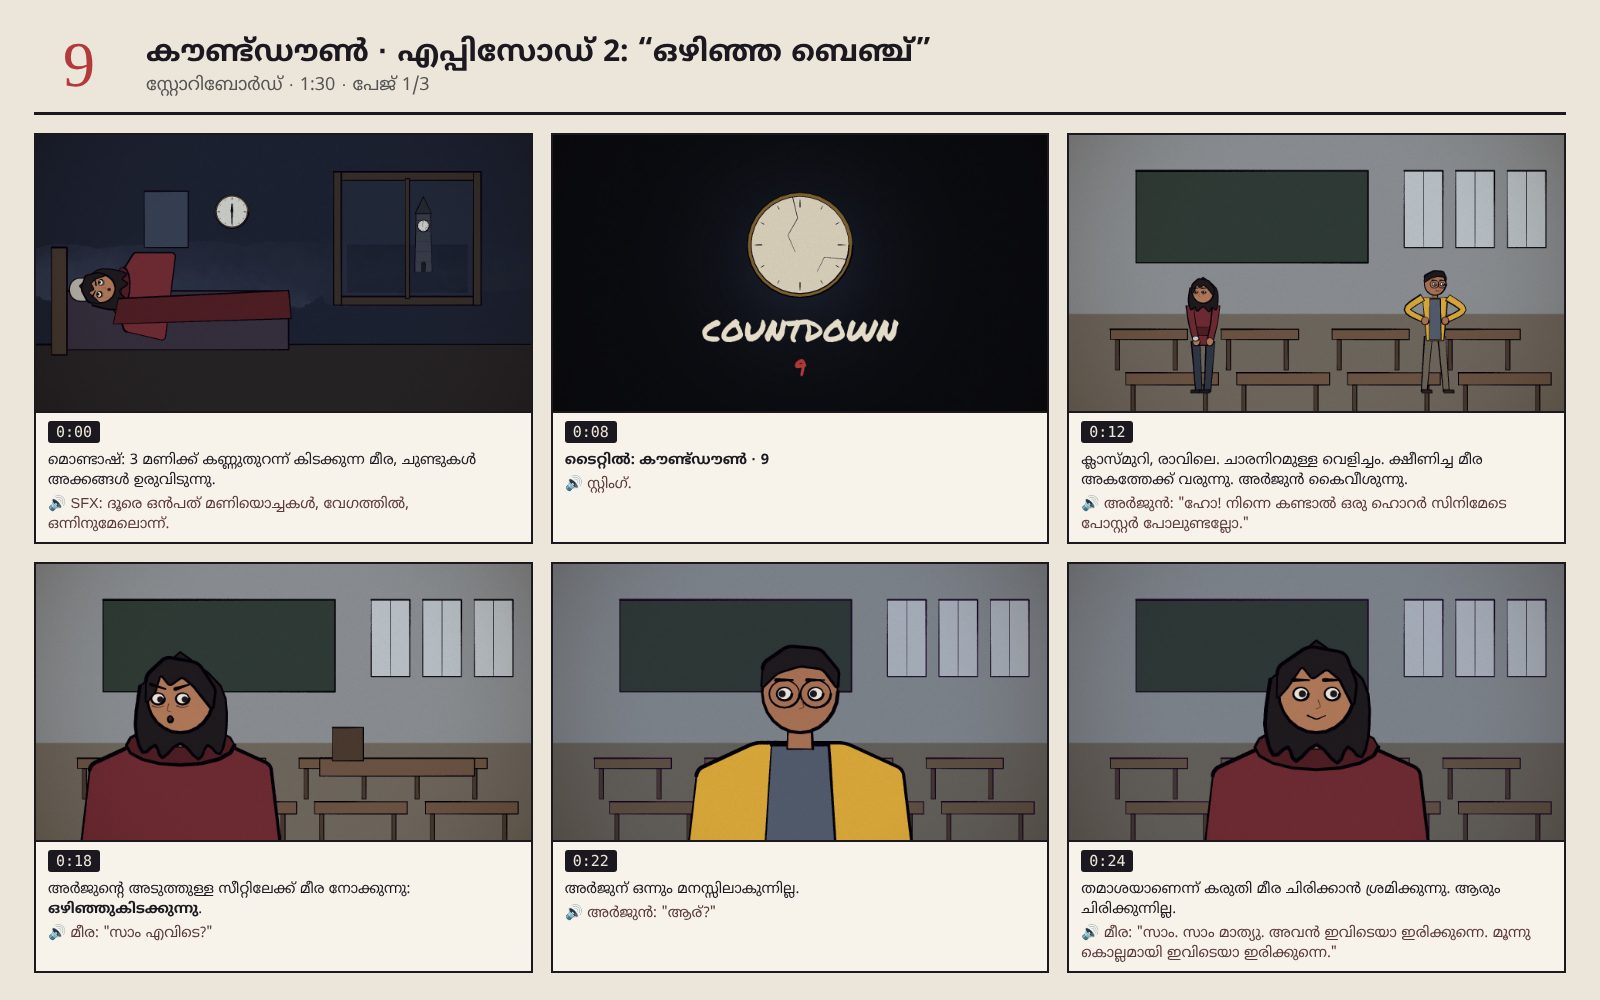 9
കൗണ്ട്ഡൗൺ · എപ്പിസോഡ് 2: “ഒഴിഞ്ഞ ബെഞ്ച്”
സ്റ്റോറിബോർഡ് · 1:30 · പേജ് 1/3
COUNTDOWN
9
0:00
മൊണ്ടാഷ്: 3 മണിക്ക് കണ്ണുതുറന്ന് കിടക്കുന്ന മീര, ചുണ്ടുകൾ
അക്കങ്ങൾ ഉരുവിടുന്നു.
🔊 SFX: ദൂരെ ഒൻപത് മണിയൊച്ചകൾ, വേഗത്തിൽ,
ഒന്നിനുമേലൊന്ന്.
0:08
ടൈറ്റിൽ: കൗണ്ട്ഡൗൺ · 9
🔊 സ്റ്റിംഗ്.
0:12
ക്ലാസ്മുറി, രാവിലെ. ചാരനിറമുള്ള വെളിച്ചം. ക്ഷീണിച്ച മീര
അകത്തേക്ക് വരുന്നു. അർജുൻ കൈവീശുന്നു.
🔊 അർജുൻ: "ഹോ! നിന്നെ കണ്ടാൽ ഒരു ഹൊറർ സിനിമേടെ
പോസ്റ്റർ പോലുണ്ടല്ലോ."
0:18
അർജുന്റെ അടുത്തുള്ള സീറ്റിലേക്ക് മീര നോക്കുന്നു:
ഒഴിഞ്ഞുകിടക്കുന്നു.
🔊 മീര: "സാം എവിടെ?"
0:22
അർജുന് ഒന്നും മനസ്സിലാകുന്നില്ല.
🔊 അർജുൻ: "ആര്?"
0:24
തമാശയാണെന്ന് കരുതി മീര ചിരിക്കാൻ ശ്രമിക്കുന്നു. ആരും
ചിരിക്കുന്നില്ല.
🔊 മീര: "സാം. സാം മാത്യു. അവൻ ഇവിടെയാ ഇരിക്കുന്നെ. മൂന്നു
കൊല്ലമായി ഇവിടെയാ ഇരിക്കുന്നെ."